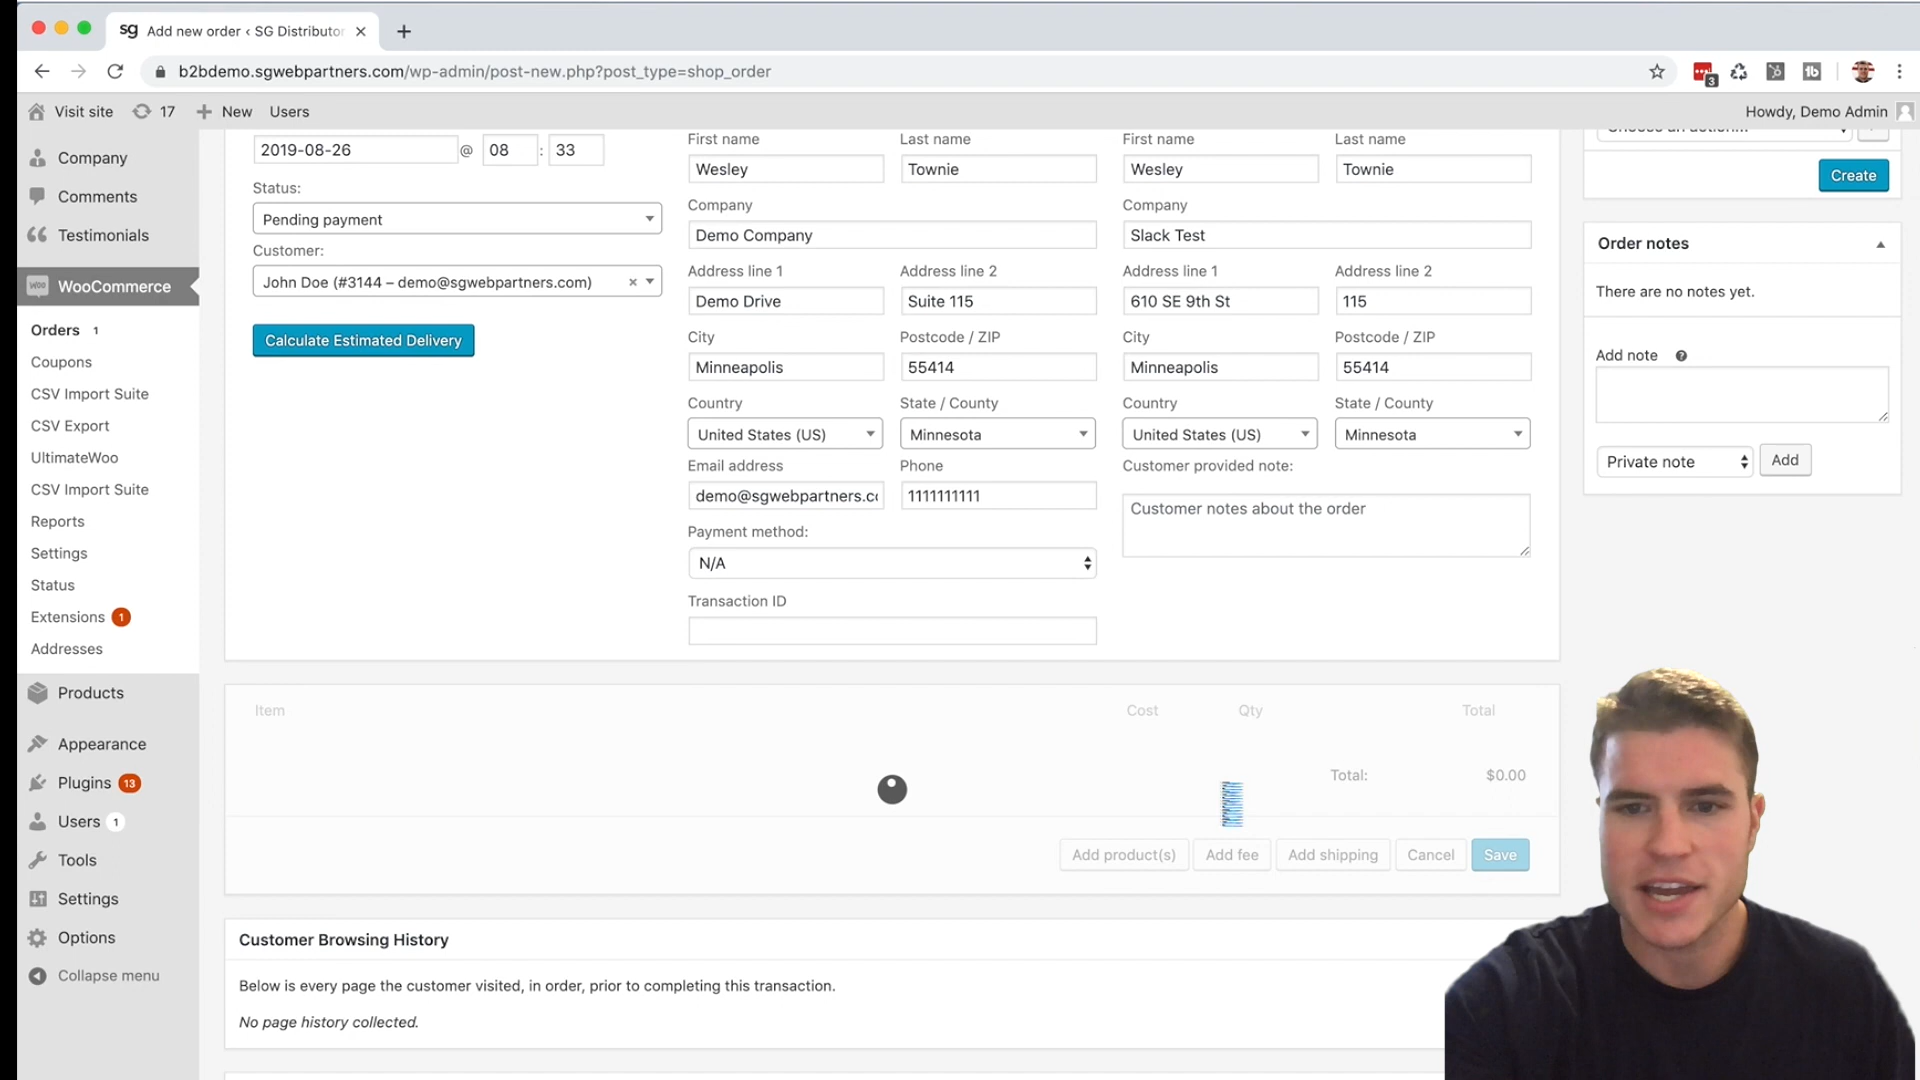 sg Add new order ‹ SG Distributor
b2bdemo.sgwebpartners.com/wp-admin/post-new.php?post_type=shop_order
3
tb
Visit site 17 New Users
Howdy, Demo Admin
Company
Comments
Testimonials
WooCommerce
Orders 1
Coupons
CSV Import Suite
CSV Export
UltimateWoo
CSV Import Suite
Reports
Settings
Status
Extensions 1
Addresses
Products
Appearance
Plugins 13
Users 1
Tools
Settings
Options
Collapse menu
2019-08-26 @ 08 : 33
Status:
Pending payment
Customer:
John Doe (#3144 – demo@sgwebpartners.com) ×
Calculate Estimated Delivery
First name Last name
Wesley Townie
Company
Demo Company
Address line 1 Address line 2
Demo Drive Suite 115
City Postcode / ZIP
Minneapolis 55414
Country State / County
United States (US) Minnesota
Email address Phone
demo@sgwebpartners.co 1111111111
Payment method:
N/A
Transaction ID
First name Last name
Wesley Townie
Company
Slack Test
Address line 1 Address line 2
610 SE 9th St 115
City Postcode / ZIP
Minneapolis 55414
Country State / County
United States (US) Minnesota
Customer provided note:
Customer notes about the order
Choose an action...
Create
Order notes
There are no notes yet.
Add note ?
Private note Add
Item Cost Qty Total
Total: $0.00
Add product(s) Add fee Add shipping Cancel Save
Customer Browsing History
Below is every page the customer visited, in order, prior to completing this transaction.
No page history collected.